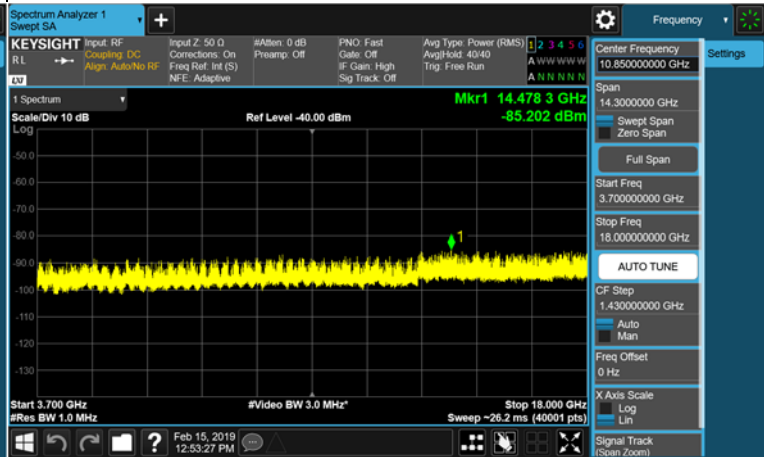 Spectrum Analyzer 1
Swept SA
Frequency
KEYSIGHT
RL
LXI
Input: RF
Coupling: DC
Align: Auto/No RF
Input Z: 50 Ω
Corrections: On
Freq Ref: Int (S)
NFE: Adaptive
#Atten: 0 dB
Preamp: Off
PNO: Fast
Gate: Off
IF Gain: High
Sig Track: Off
Avg Type: Power (RMS)
Avg|Hold: 40/40
Trig: Free Run
1 2 3 4 5 6
A W W W W W
A N N N N N
Center Frequency
10.850000000 GHz
Settings
Span
14.3000000 GHz
Swept Span
Zero Span
Full Span
Start Freq
3.700000000 GHz
Stop Freq
18.000000000 GHz
AUTO TUNE
CF Step
1.430000000 GHz
Auto
Man
Freq Offset
0 Hz
X Axis Scale
Log
Lin
Signal Track
(Span Zoom)
1 Spectrum
Mkr1 14.478 3 GHz
Scale/Div 10 dB
Ref Level -40.00 dBm
-85.202 dBm
Log
-50.0
-60.0
-70.0
-80.0
1
-90.0
-100
-110
-120
-130
Start 3.700 GHz
#Video BW 3.0 MHz*
Stop 18.000 GHz
#Res BW 1.0 MHz
Sweep ~26.2 ms (40001 pts)
?
Feb 15, 2019
12:53:27 PM